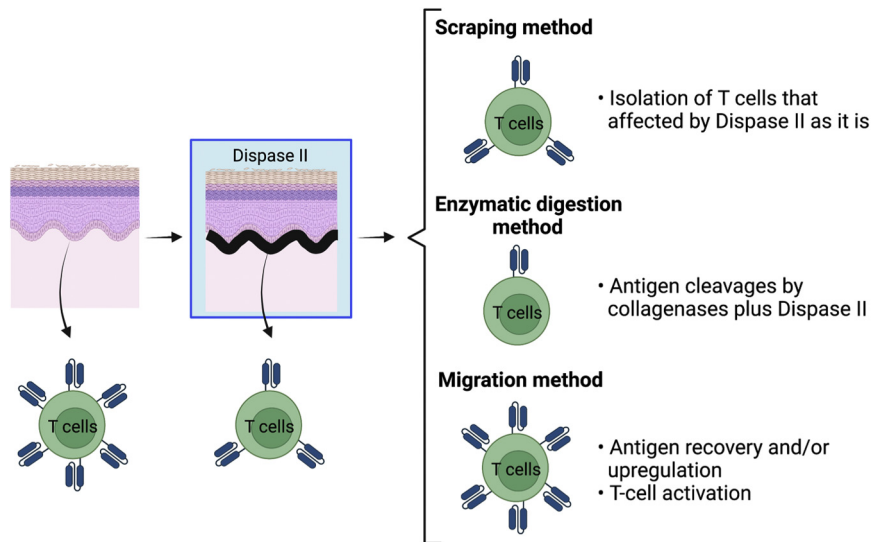 Dispase II
T cells
T cells
Scraping method
T cells
• Isolation of T cells that
affected by Dispase II as it is
Enzymatic digestion
method
T cells
• Antigen cleavages by
collagenases plus Dispase II
Migration method
T cells
• Antigen recovery and/or
upregulation
• T-cell activation